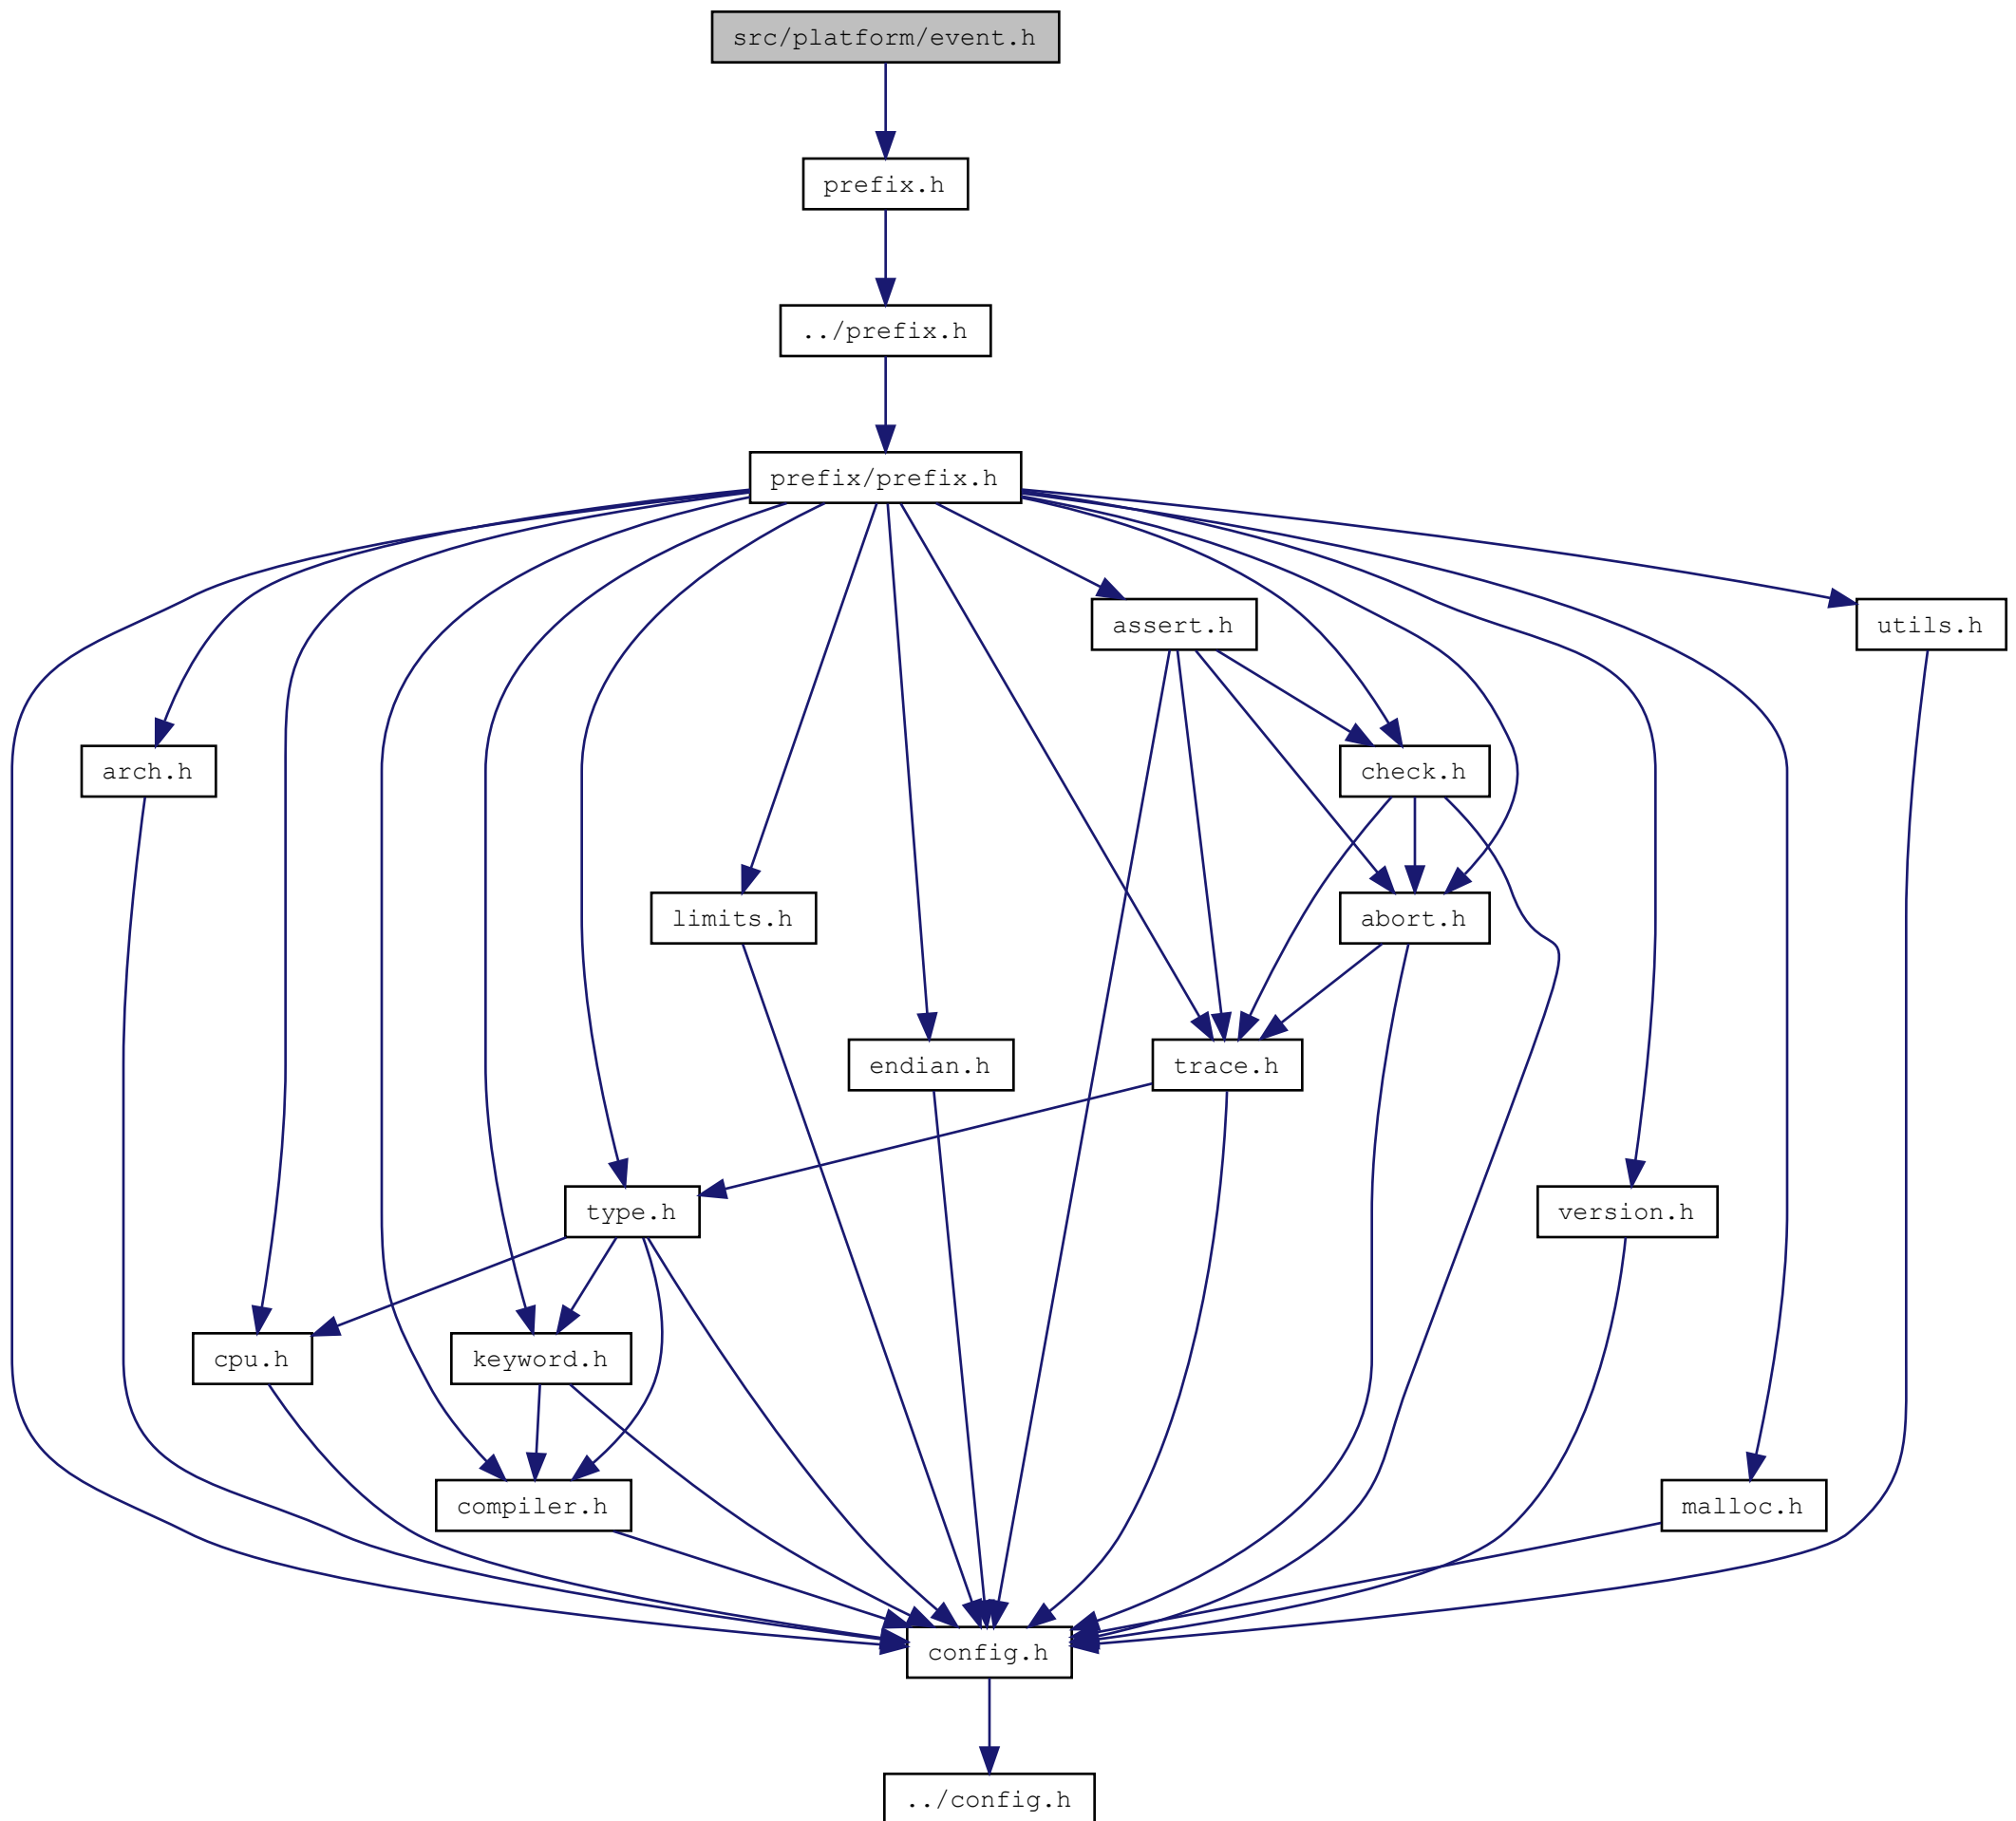 src/platform/event.h
prefix.h
../prefix.h
prefix/prefix.h
assert.h
utils.h
arch.h
check.h
limits.h
abort.h
endian.h
trace.h
type.h
version.h
cpu.h
keyword.h
compiler.h
malloc.h
config.h
../config.h